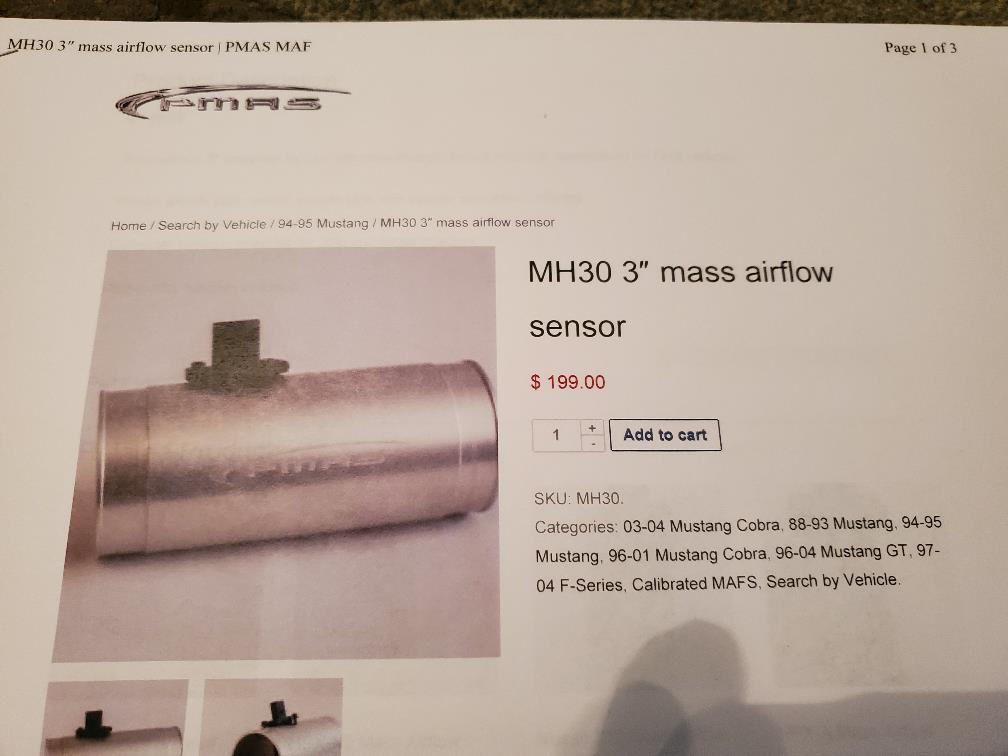 MH30 3" mass airflow sensor | PMAS MAF
Page 1 of 3
PMAS
Home / Search by Vehicle / 94-95 Mustang / MH30 3" mass airflow sensor
MH30 3" mass airflow
sensor
$ 199.00
1
+
-
Add to cart
PMAS
SKU: MH30.
Categories: 03-04 Mustang Cobra, 88-93 Mustang, 94-95
Mustang, 96-01 Mustang Cobra, 96-04 Mustang GT, 97-
04 F-Series, Calibrated MAFS, Search by Vehicle.